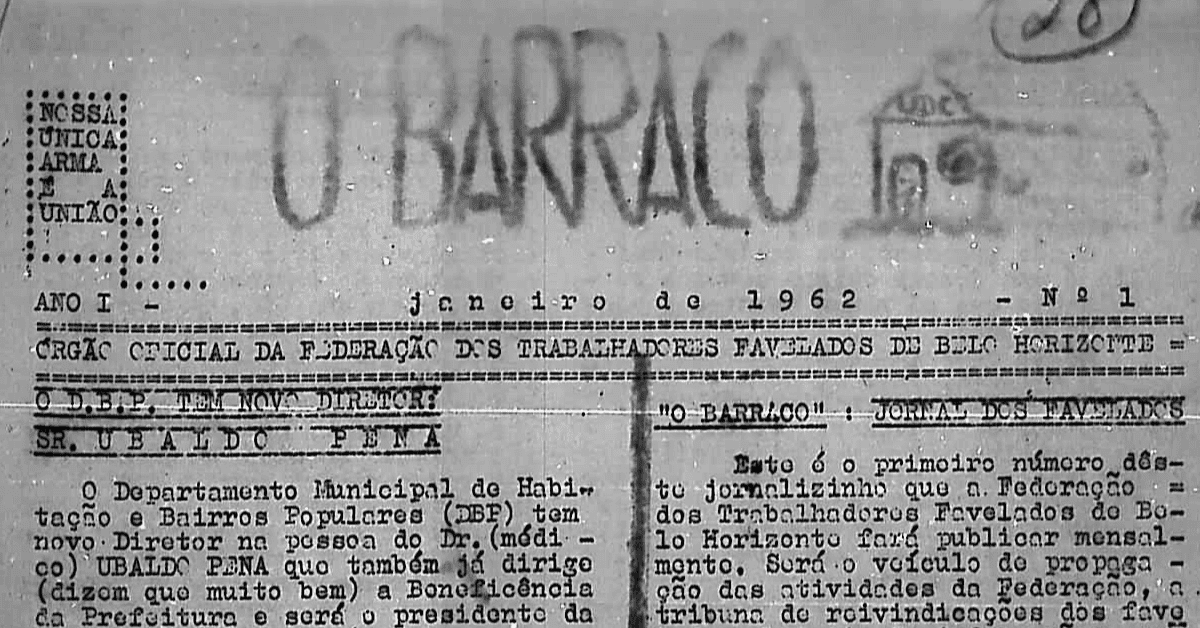 28
O BARRACO
UDC
NOSSA
ÚNICA
ARMA
É A
UNIÃO
ANO I - janeiro de 1962 - Nº 1
ÓRGÃO OFICIAL DA FEDERAÇÃO DOS TRABALHADORES FAVELADOS DE BELO HORIZONTE =
O D.B.P. TEM NOVO DIRETOR:
SR. UBALDO PENA
O Departamento Municipal de Habi-
tação e Bairros Populares (DBP) tem
novo Diretor na pessoa do Dr. (médi -
co) UBALDO PENA que também já dirige
(dizem que muito bem) a Beneficência
da Prefeitura e será o presidente da
"O BARRACO" : JORNAL DOS FAVELADOS
Este é o primeiro número dês-
te jornalizinho que a Federação =
dos Trabalhadores Favelados de Be-
lo Horizonte fará publicar mensal-
mente. Será o veículo de propaga -
ção das atividades da Federação, a
tribuna de reivindicações dos fave